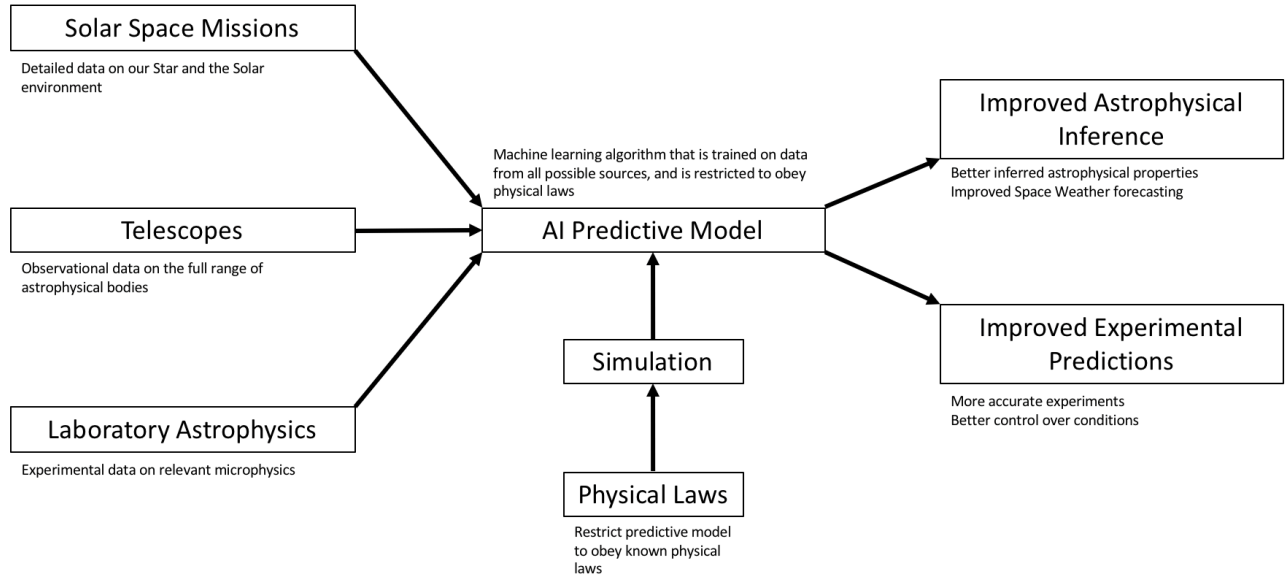 Solar Space Missions
Detailed data on our Star and the Solar
environment
Telescopes
Observational data on the full range of
astrophysical bodies
Laboratory Astrophysics
Experimental data on relevant microphysics
Machine learning algorithm that is trained on data
from all possible sources, and is restricted to obey
physical laws
AI Predictive Model
Simulation
Physical Laws
Restrict predictive model
to obey known physical
laws
Improved Astrophysical
Inference
Better inferred astrophysical properties
Improved Space Weather forecasting
Improved Experimental
Predictions
More accurate experiments
Better control over conditions